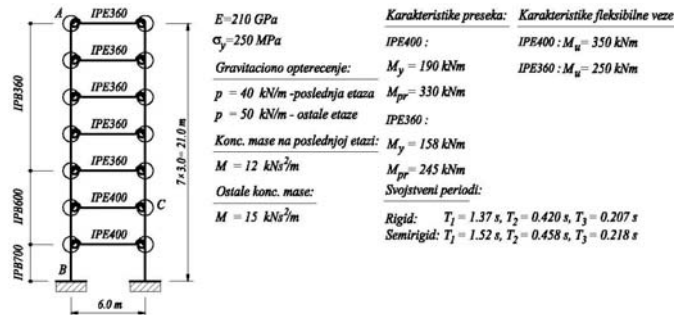 A
IPE360
IPE360
IPE360
IPE360
IPE360
IPE400
C
IPE400
B
IPB360
IPB600
IPB700
7×3.0= 21.0 m
6.0 m
E=210 GPa
σy=250 MPa
Gravitaciono opterecenje:
p = 40 kN/m -poslednja etaza
p = 50 kN/m - ostale etaze
Konc. mase na poslednjoj etazi:
M = 12 kNs²/m
Ostale konc. mase:
M = 15 kNs²/m
Karakteristike preseka:
IPE400 :
My = 190 kNm
Mpr= 330 kNm
IPE360 :
My = 158 kNm
Mpr= 245 kNm
Svojstveni periodi:
Rigid: T1 = 1.37 s, T2 = 0.420 s, T3 = 0.207 s
Semirigid: T1 = 1.52 s, T2 = 0.458 s, T3 = 0.218 s
Karakteristike fleksibilne veze
IPE400 : Mu = 350 kNm
IPE360 : Mu = 250 kNm